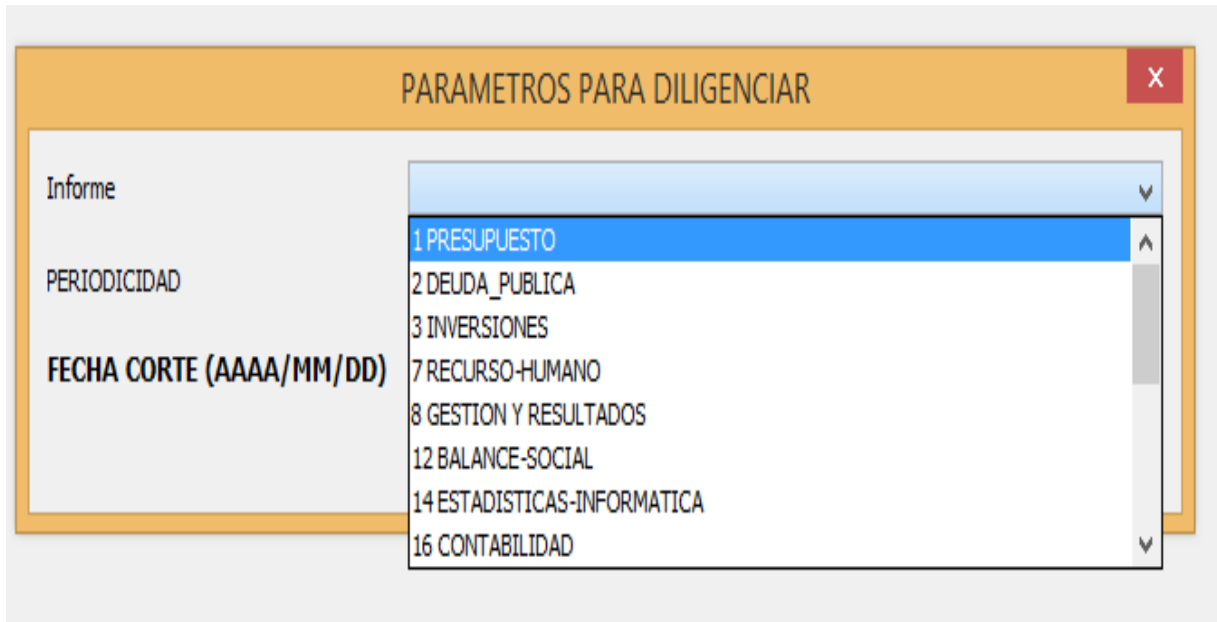 PARAMETROS PARA DILIGENCIAR
x
Informe
1 PRESUPUESTO
PERIODICIDAD
2 DEUDA_PUBLICA
3 INVERSIONES
FECHA CORTE (AAAA/MM/DD)
7 RECURSO-HUMANO
8 GESTION Y RESULTADOS
12 BALANCE-SOCIAL
14 ESTADISTICAS-INFORMATICA
16 CONTABILIDAD